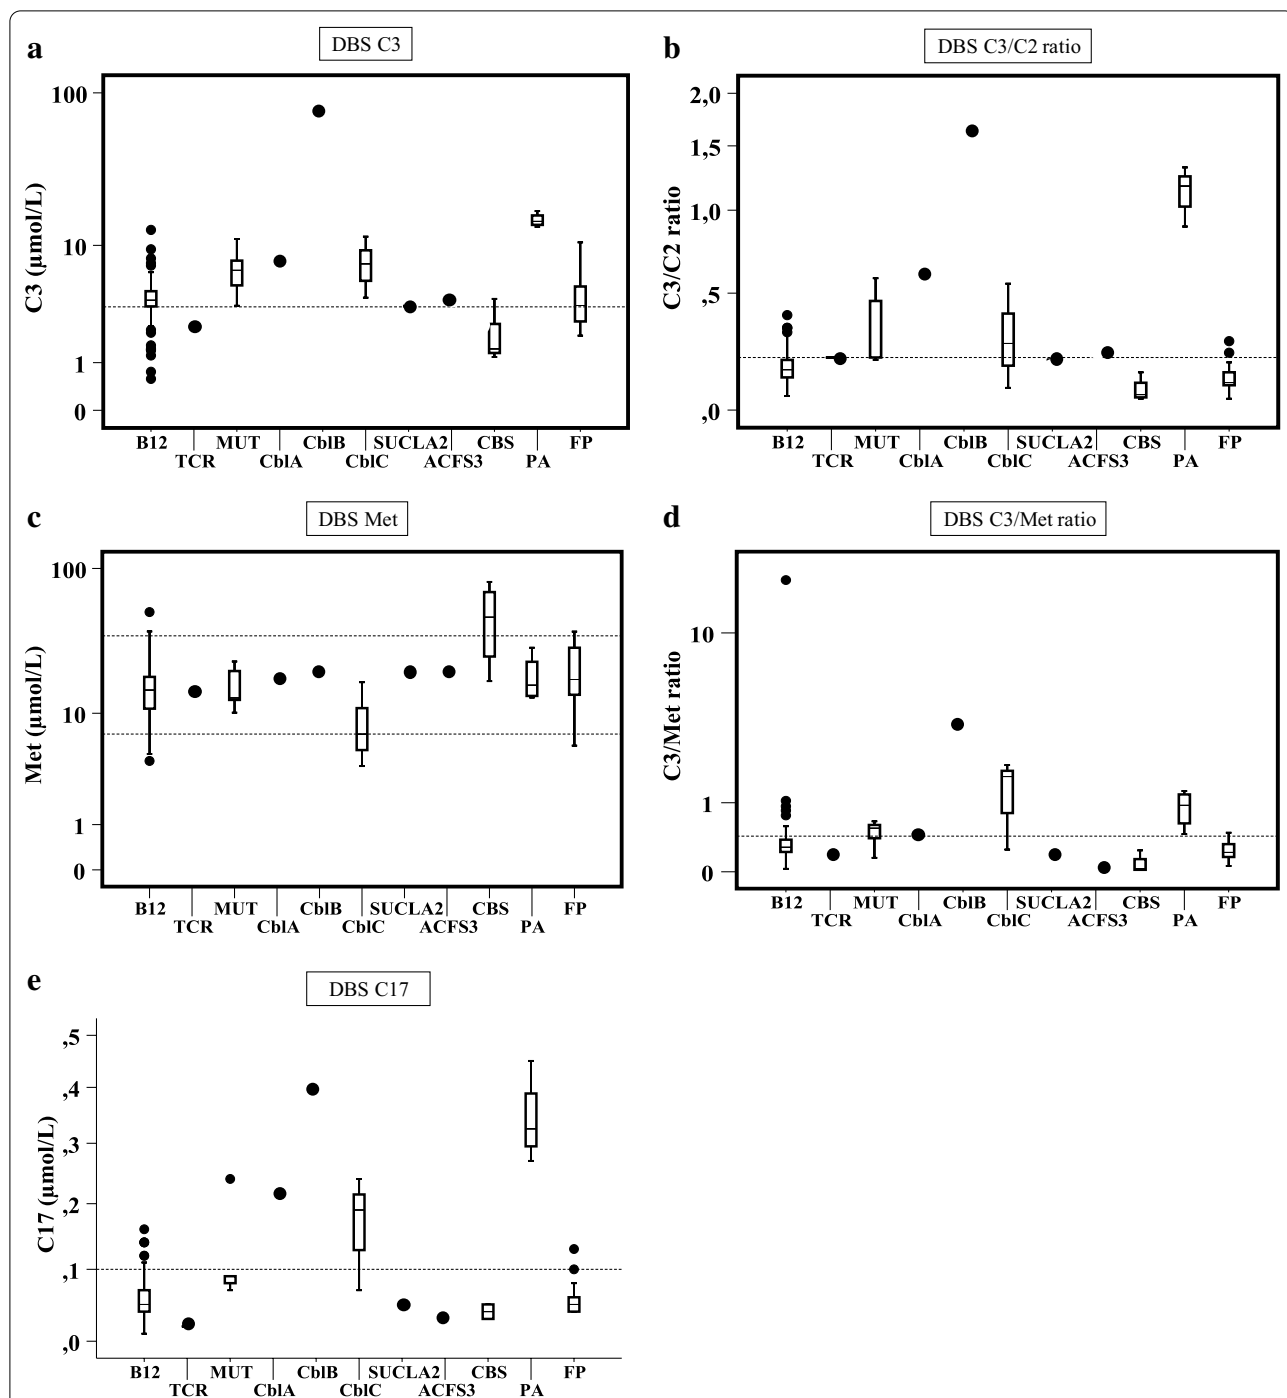 a
DBS C3
C3 (µmol/L)
100
10
1
0
B12 MUT CblB SUCLA2 CBS FP
TCR CblA CblC ACFS3 PA
b
DBS C3/C2 ratio
C3/C2 ratio
2,0
1,5
1,0
,5
,0
B12 MUT CblB SUCLA2 CBS FP
TCR CblA CblC ACFS3 PA
c
DBS Met
Met (µmol/L)
100
10
1
0
B12 MUT CblB SUCLA2 CBS FP
TCR CblA CblC ACFS3 PA
d
DBS C3/Met ratio
C3/Met ratio
10
1
0
B12 MUT CblB SUCLA2 CBS FP
TCR CblA CblC ACFS3 PA
e
DBS C17
C17 (µmol/L)
,5
,4
,3
,2
,1
,0
B12 MUT CblB SUCLA2 CBS FP
TCR CblA CblC ACFS3 PA